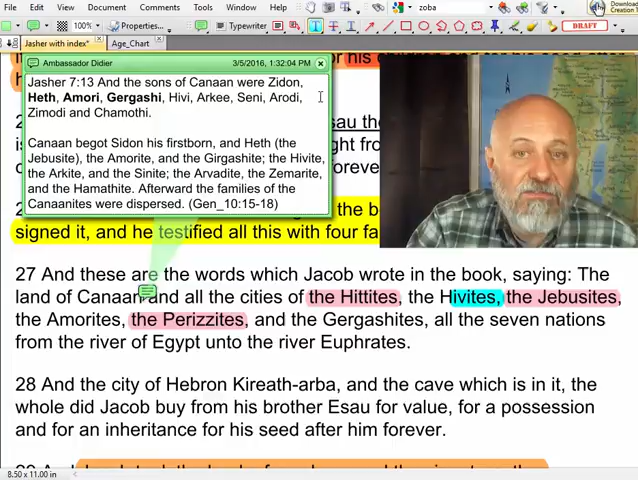 Edit View Document Comments Tools Window Help
100% Properties... Typewriter zoba DRAFT Download
Jasher with index* Age_Chart
Ambassador Didier 3/5/2016, 1:32:04 PM
Jasher 7:13 And the sons of Canaan were Zidon,
Heth, Amori, Gergashi, Hivi, Arkee, Seni, Arodi,
Zimodi and Chamothi.
Canaan begot Sidon his firstborn, and Heth (the
Jebusite), the Amorite, and the Girgashite; the Hivite,
the Arkite, and the Sinite; the Arvadite, the Zemarite,
and the Hamathite. Afterward the families of the
Canaanites were dispersed. (Gen_10:15-18)
signed it, and he testified all this with four fa
27 And these are the words which Jacob wrote in the book, saying: The
land of Canaan and all the cities of the Hittites, the Hivites, the Jebusites,
the Amorites, the Perizzites, and the Gergashites, all the seven nations
from the river of Egypt unto the river Euphrates.
28 And the city of Hebron Kireath-arba, and the cave which is in it, the
whole did Jacob buy from his brother Esau for value, for a possession
and for an inheritance for his seed after him forever.
8.50 x 11.00 in